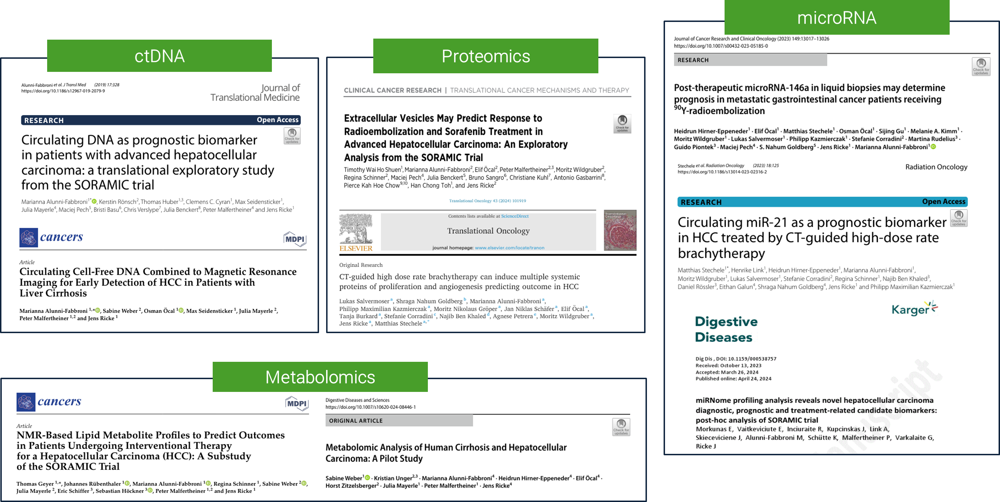 ctDNA
Alunni-Fabbroni et al. J Transl Med (2019) 17:328
https://doi.org/10.1186/s12967-019-2079-9
Journal of
Translational Medicine
RESEARCH Open Access
Check for
updates
Circulating DNA as prognostic biomarker
in patients with advanced hepatocellular
carcinoma: a translational exploratory study
from the SORAMIC trial
Marianna Alunni-Fabbroni1*, Kerstin Rönsch2, Thomas Huber1,3, Clemens C. Cyran1, Max Seidensticker1,
Julia Mayerle4, Maciej Pech5, Bristi Basu6, Chris Verslype7, Julia Benckert8, Peter Malfertheiner4 and Jens Ricke1
cancers MDPI
Article
Circulating Cell-Free DNA Combined to Magnetic Resonance
Imaging for Early Detection of HCC in Patients with
Liver Cirrhosis
Marianna Alunni-Fabbroni 1,*, Sabine Weber 2, Osman Öcal 1, Max Seidensticker 1, Julia Mayerle 2,
Peter Malfertheiner 1,2 and Jens Ricke 1
Proteomics
CLINICAL CANCER RESEARCH | TRANSLATIONAL CANCER MECHANISMS AND THERAPY
Extracellular Vesicles May Predict Response to
Radioembolization and Sorafenib Treatment in
Advanced Hepatocellular Carcinoma: An Exploratory
Analysis from the SORAMIC Trial
Check for
updates
Timothy Wai Ho Shuen1, Marianna Alunni-Fabbroni2, Elif Öcal2, Peter Malfertheiner2,3, Moritz Wildgruber2,
Regina Schinner2, Maciej Pech4, Julia Benckert5, Bruno Sangro6, Christiane Kuhl7, Antonio Gasbarrini8,
Pierce Kah Hoe Chow9,10, Han Chong Toh1, and Jens Ricke2
Translational Oncology 43 (2024) 101919
Contents lists available at ScienceDirect
Translational Oncology
journal homepage: www.elsevier.com/locate/tranon
ELSEVIER
Translational
Oncology
Original Research
CT-guided high dose rate brachytherapy can induce multiple systemic
proteins of proliferation and angiogenesis predicting outcome in HCC
Lukas Salvermoser a, Shraga Nahum Goldberg b, Marianna Alunni-Fabbroni a,
Philipp Maximilian Kazmierczak a, Moritz Nikolaus Gröper a, Jan Niklas Schäfer a, Elif Öcal a,
Tanja Burkard a, Stefanie Corradini c, Najib Ben Khaled d, Agnese Petrera e, Moritz Wildgruber a,
Jens Ricke a, Matthias Stechele a,*
microRNA
Journal of Cancer Research and Clinical Oncology (2023) 149:13017–13026
https://doi.org/10.1007/s00432-023-05185-0
RESEARCH
Check for
updates
Post-therapeutic microRNA-146a in liquid biopsies may determine
prognosis in metastatic gastrointestinal cancer patients receiving
90Y-radioembolization
Heidrun Hirner-Eppeneder1 · Elif Öcal1 · Matthias Stechele1 · Osman Öcal1 · Sijing Gu1 · Melanie A. Kimm1 ·
Moritz Wildgruber1 · Lukas Salvermoser1 · Philipp Kazmierczak1 · Stefanie Corradini2 · Martina Rudelius3 ·
Guido Piontek3 · Maciej Pech4 · S. Nahum Goldberg5 · Jens Ricke1 · Marianna Alunni-Fabbroni1
Stechele et al. Radiation Oncology (2023) 18:125
https://doi.org/10.1186/s13014-023-02316-2
Radiation Oncology
RESEARCH Open Access
Check for
updates
Circulating miR-21 as a prognostic biomarker
in HCC treated by CT-guided high-dose rate
brachytherapy
Matthias Stechele1*, Henrike Link1, Heidrun Hirner-Eppeneder1, Marianna Alunni-Fabbroni1,
Moritz Wildgruber1, Lukas Salvermoser1, Stefanie Corradini2, Regina Schinner1, Najib Ben Khaled3,
Daniel Rössler3, Eithan Galun4, Shraga Nahum Goldberg4, Jens Ricke1 and Philipp Maximilian Kazmierczak1
Karger
Digestive
Diseases
Dig Dis , DOI: 10.1159/000538757
Received: October 13, 2023
Accepted: March 26, 2024
Published online: April 24, 2024
miRNome profiling analysis reveals novel hepatocellular carcinoma
diagnostic, prognostic and treatment-related candidate biomarkers:
post-hoc analysis of SORAMIC trial
Morkunas E, Vaitkeviciute E, Inciuraite R, Kupcinskas J, Link A,
Skieceviciene J, Alunni-Fabbroni M, Schütte K, Malfertheiner P, Varkalaite G,
Ricke J
Metabolomics
cancers MDPI
Article
NMR-Based Lipid Metabolite Profiles to Predict Outcomes
in Patients Undergoing Interventional Therapy
for a Hepatocellular Carcinoma (HCC): A Substudy
of the SORAMIC Trial
Thomas Geyer 1,*, Johannes Rübenthaler 1, Marianna Alunni-Fabbroni 1, Regina Schinner 1, Sabine Weber 2,
Julia Mayerle 2, Eric Schiffer 3, Sebastian Höckner 3, Peter Malfertheiner 1,2 and Jens Ricke 1
Digestive Diseases and Sciences
https://doi.org/10.1007/s10620-024-08446-1
ORIGINAL ARTICLE
Check for
updates
Metabolomic Analysis of Human Cirrhosis and Hepatocellular
Carcinoma: A Pilot Study
Sabine Weber1 · Kristian Unger2,3 · Marianna Alunni-Fabbroni4 · Heidrun Hirner-Eppeneder4 · Elif Öcal4 ·
Horst Zitzelsberger2 · Julia Mayerle1 · Peter Malfertheiner1 · Jens Ricke4